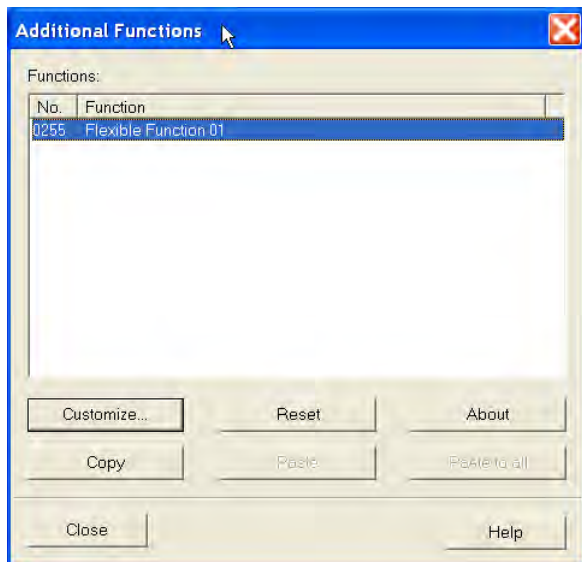 Additional Functions
Functions:
No. Function
0255 Flexible Function 01
Customize... Reset About
Copy Paste Paste to all
Close Help